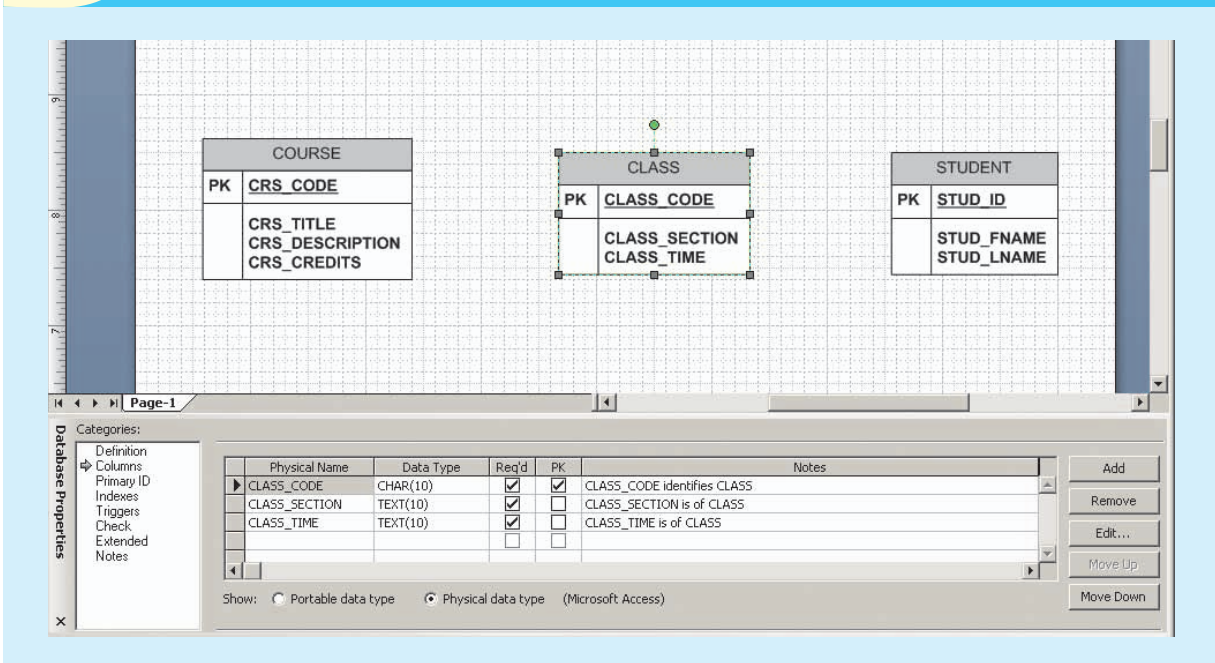 9
8
7
COURSE
PK CRS_CODE
CRS_TITLE
CRS_DESCRIPTION
CRS_CREDITS
CLASS
PK CLASS_CODE
CLASS_SECTION
CLASS_TIME
STUDENT
PK STUD_ID
STUD_FNAME
STUD_LNAME
Page-1
Database Properties
Categories:
Definition
Columns
Primary ID
Indexes
Triggers
Check
Extended
Notes
Physical Name Data Type Req'd PK Notes
CLASS_CODE CHAR(10) CLASS_CODE identifies CLASS
CLASS_SECTION TEXT(10) CLASS_SECTION is of CLASS
CLASS_TIME TEXT(10) CLASS_TIME is of CLASS
Add
Remove
Edit...
Move Up
Move Down
Show: Portable data type Physical data type (Microsoft Access)